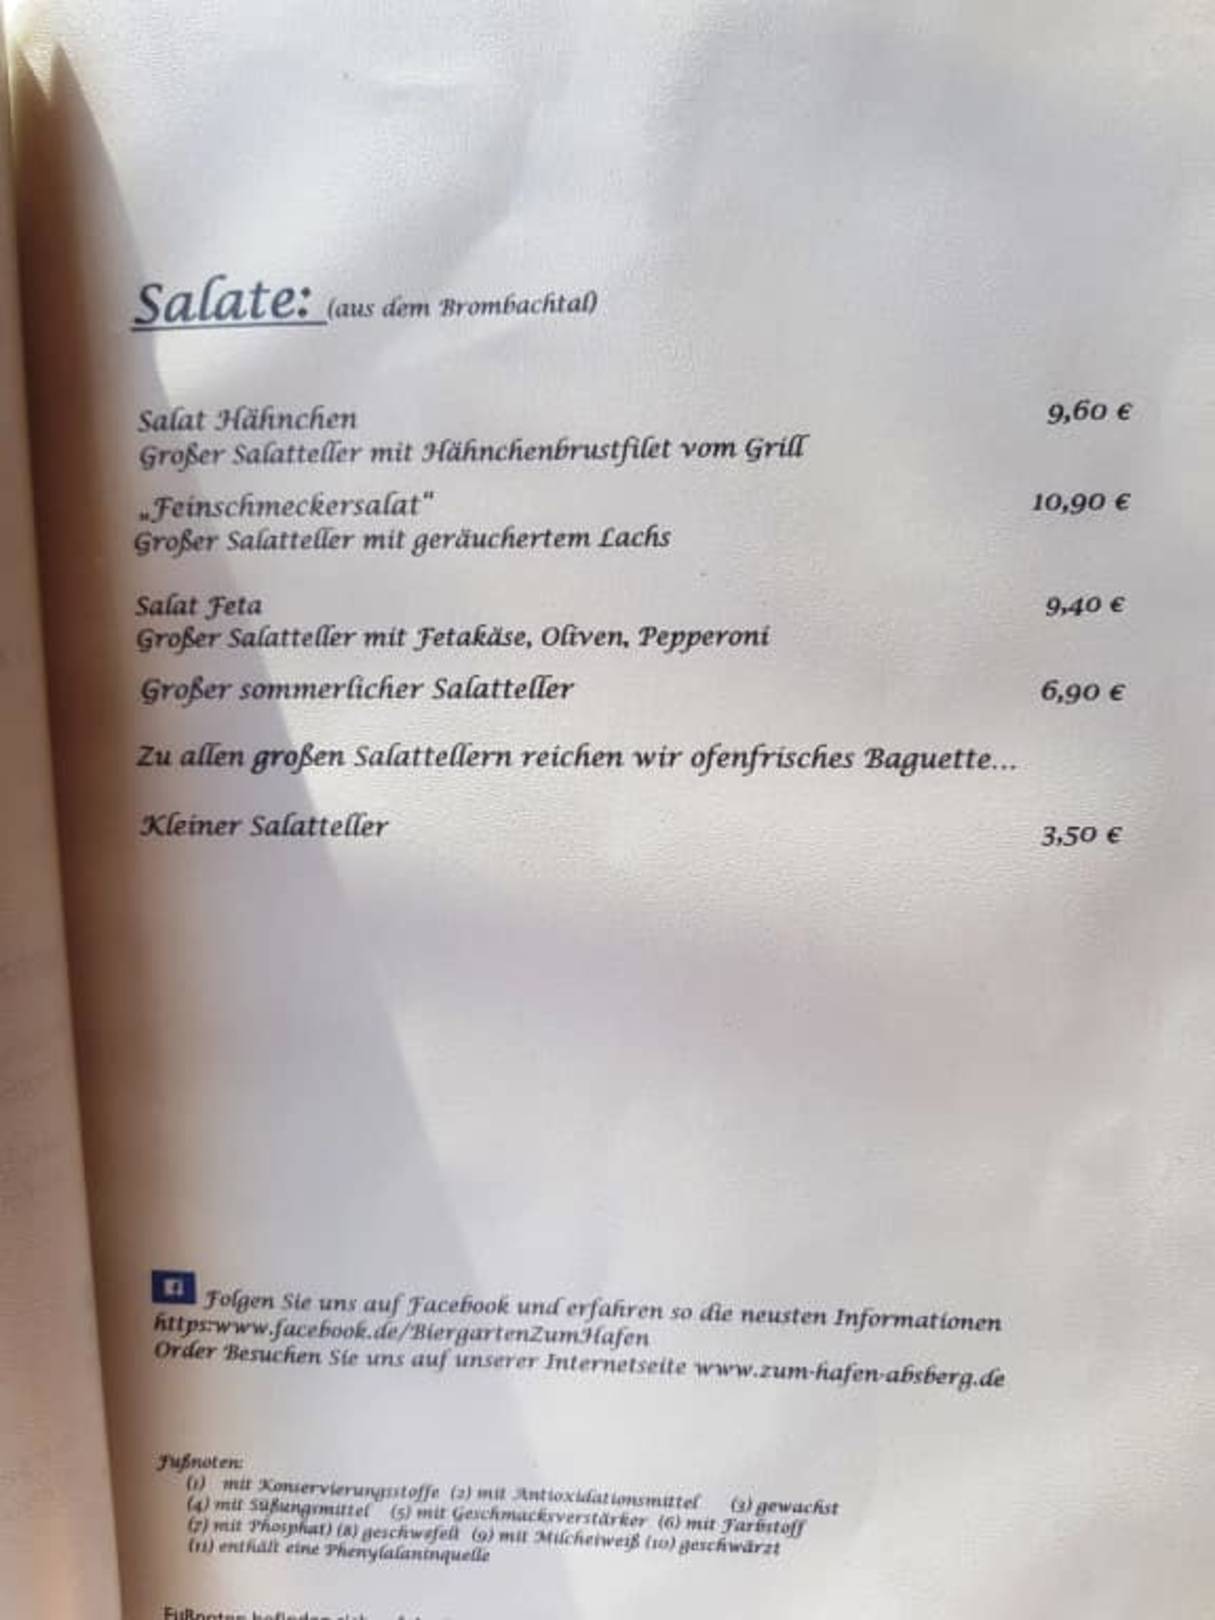 Salate: (aus dem Brombachtal)
Salat Hähnchen 9,60 €
Großer Salatteller mit Hähnchenbrustfilet vom Grill
„Feinschmeckersalat“ 10,90 €
Großer Salatteller mit geräuchertem Lachs
Salat Feta 9,40 €
Großer Salatteller mit Fetakäse, Oliven, Pepperoni
Großer sommerlicher Salatteller 6,90 €
Zu allen großen Salattellern reichen wir ofenfrisches Baguette...
Kleiner Salatteller 3,50 €
Folgen Sie uns auf Facebook und erfahren so die neusten Informationen
https:www.facebook.de/BiergartenZumHafen
Order Besuchen Sie uns auf unserer Internetseite www.zum-hafen-absberg.de
Fußnoten:
(1) mit Konservierungsstoffe (2) mit Antioxidationsmittel (3) gewachst
(4) mit Süßungsmittel (5) mit Geschmacksverstärker (6) mit Farbstoff
(7) mit Phosphat) (8) geschwefelt (9) mit Milcheiweiß (10) geschwärzt
(11) enthält eine Phenylalaninquelle
Fußnoten befinden sich